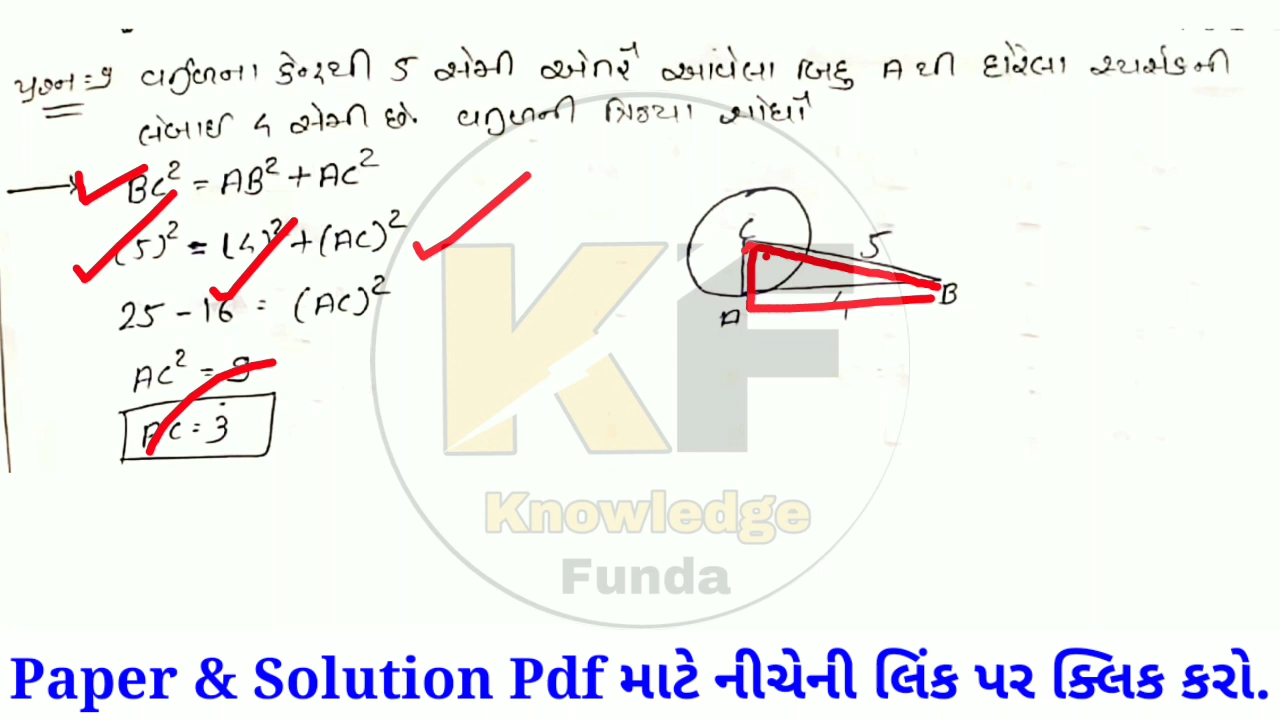 પ્રશ્ન:૭ વર્તુળના કેન્દ્રથી 5 સેમી અંતરે આવેલા બિંદુ A થી દોરેલા સ્પર્શકની
લંબાઈ ૪ સેમી છે. વર્તુળની ત્રિજ્યા શોધો
→ BC² = AB² + AC²
(5)² = (4)² + (AC)²
25 - 16 = (AC)²
AC² = 9
AC = 3
C
5
A
4
B
KF
Knowledge
Funda
Paper & Solution Pdf માટે નીચેની લિંક પર ક્લિક કરો.